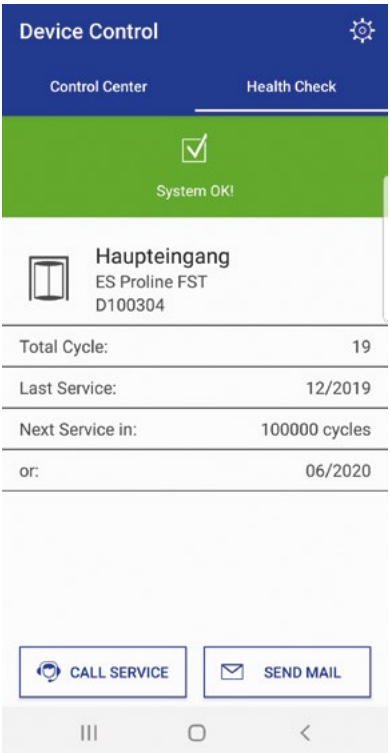 Device Control
Control Center Health Check
System OK!
Haupteingang
ES Proline FST
D100304
Total Cycle: 19
Last Service: 12/2019
Next Service in: 100000 cycles
or: 06/2020
CALL SERVICE SEND MAIL